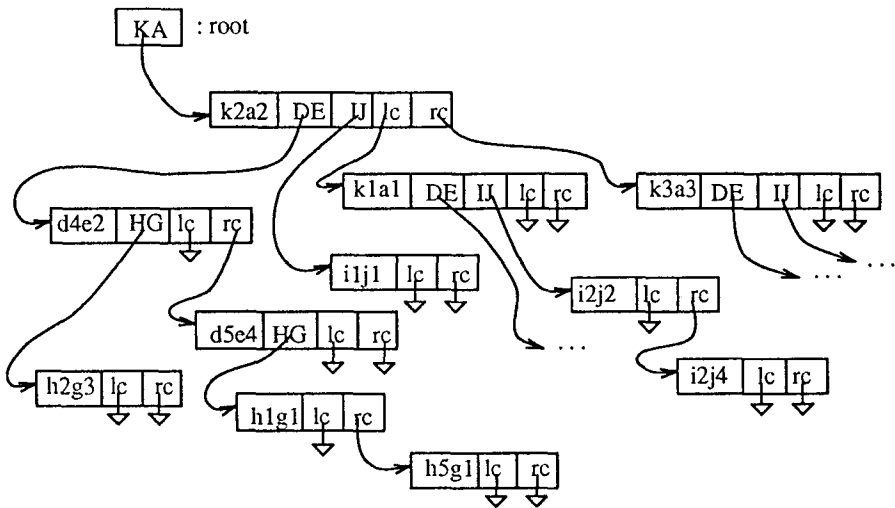 KA : root
k2a2 DE IJ lc rc
k1a1 DE IJ lc rc
k3a3 DE IJ lc rc
d4e2 HG lc rc
i1j1 lc rc
... ...
i2j2 lc rc
d5e4 HG lc rc
...
h2g3 lc rc
i2j4 lc rc
h1g1 lc rc
h5g1 lc rc